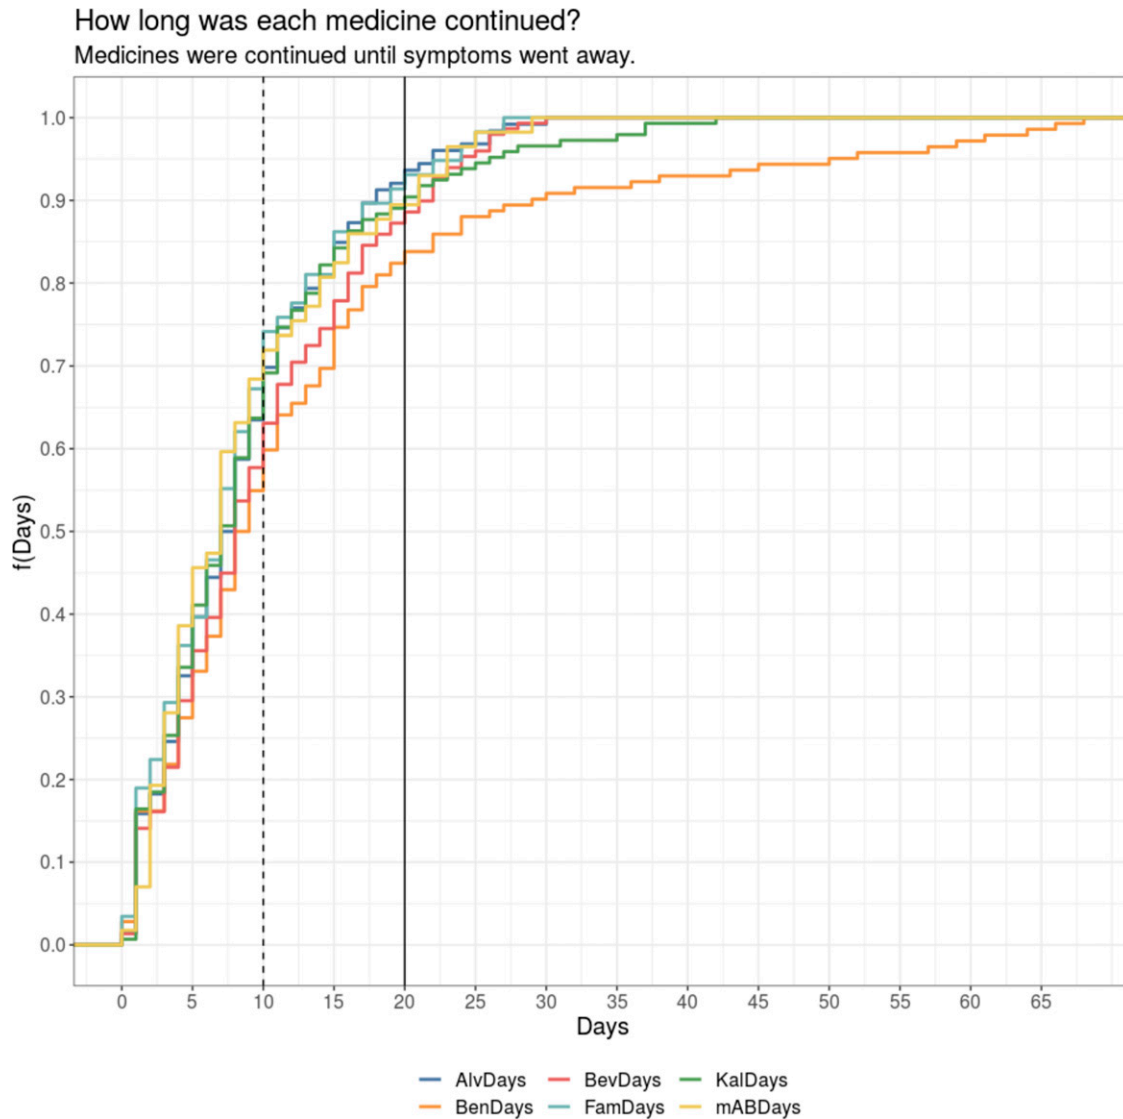 How long was each medicine continued?
Medicines were continued until symptoms went away.
f(Days)
1.0
0.9
0.8
0.7
0.6
0.5
0.4
0.3
0.2
0.1
0.0
0 5 10 15 20 25 30 35 40 45 50 55 60 65
Days
AlvDays BevDays KalDays
BenDays FamDays mABDays